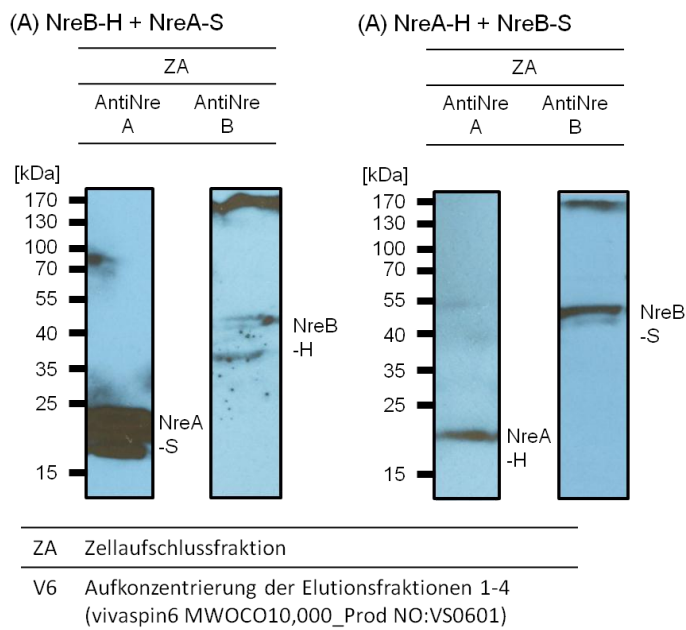 (A) NreB-H + NreA-S
ZA
AntiNre A
AntiNre B
[kDa]
170
130
100
70
55
40
35
25
15
NreB
-H
NreA
-S
(A) NreA-H + NreB-S
ZA
AntiNre A
AntiNre B
[kDa]
170
130
100
70
55
40
35
25
15
NreB
-S
NreA
-H
ZA Zellaufschlussfraktion
V6 Aufkonzentrierung der Elutionsfraktionen 1-4
(vivaspin6 MWOCO10,000_Prod NO:VS0601)